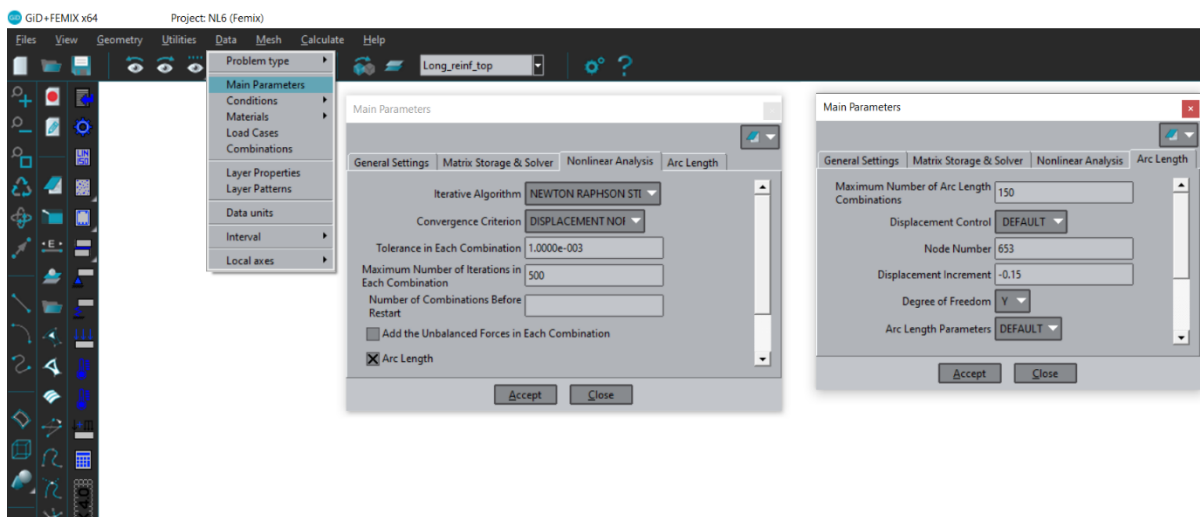 GiD+FEMIX x64 Project: NL6 (Femix)
Files View Geometry Utilities Data Mesh Calculate Help
Long_reinf_top
Problem type
Main Parameters
Conditions
Materials
Load Cases
Combinations
Layer Properties
Layer Patterns
Data units
Interval
Local axes
LIN
ISO
E
Main Parameters
General Settings Matrix Storage & Solver Nonlinear Analysis Arc Length
Iterative Algorithm NEWTON RAPHSON STI
Convergence Criterion DISPLACEMENT NOF
Tolerance in Each Combination 1.0000e-003
Maximum Number of Iterations in
Each Combination
500
Number of Combinations Before
Restart
Add the Unbalanced Forces in Each Combination
Arc Length
Accept Close
Main Parameters
General Settings Matrix Storage & Solver Nonlinear Analysis Arc Length
Maximum Number of Arc Length
Combinations
150
Displacement Control DEFAULT
Node Number 653
Displacement Increment -0.15
Degree of Freedom Y
Arc Length Parameters DEFAULT
Accept Close